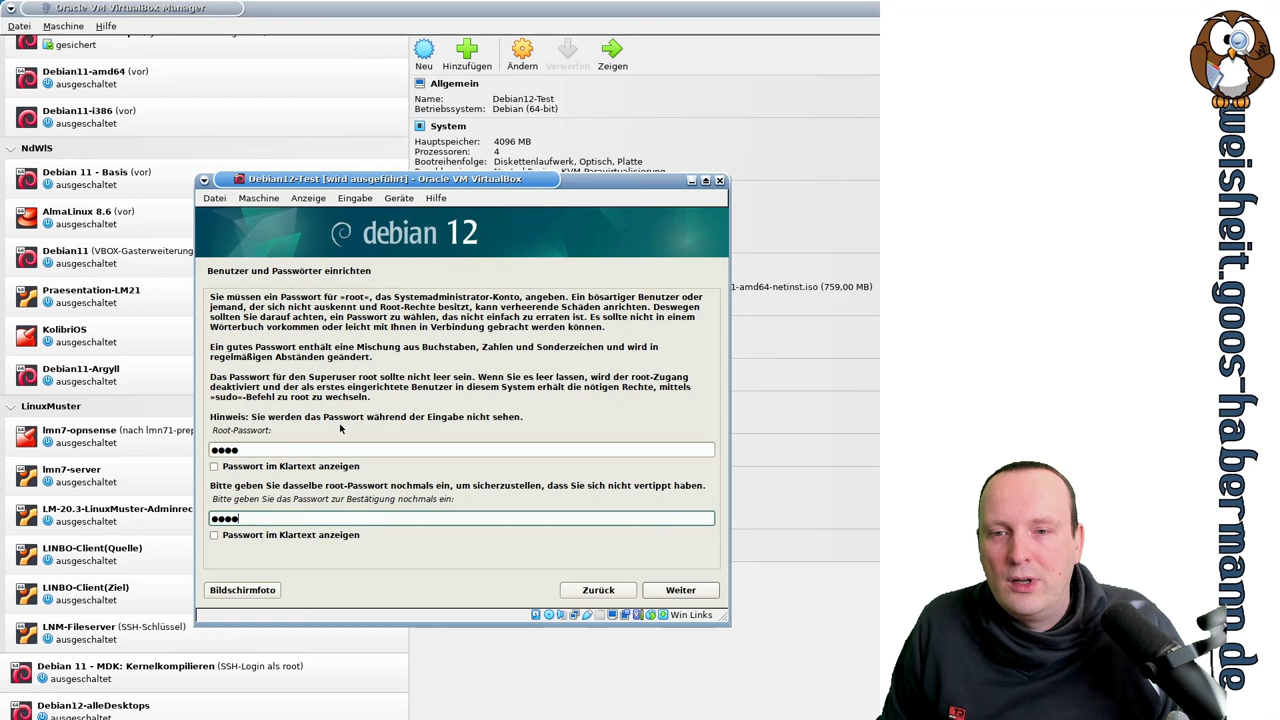 Oracle VM VirtualBox Manager
Datei Maschine Hilfe
gesichert
Debian11-amd64 (vor)
ausgeschaltet
Debian11-i386 (vor)
ausgeschaltet
NdWlS
Debian 11 - Basis (vor)
ausgeschaltet
AlmaLinux 8.6 (vor)
ausgeschaltet
Debian11 (VBOX-Gasterweiterung
ausgeschaltet
Praesentation-LM21
ausgeschaltet
KolibriOS
ausgeschaltet
Debian11-Argyll
ausgeschaltet
LinuxMuster
lmn7-opnsense (nach lmn71-prep
ausgeschaltet
lmn7-server
ausgeschaltet
LM-20.3-LinuxMuster-Adminrec
ausgeschaltet
LINBO-Client(Quelle)
ausgeschaltet
LINBO-Client(Ziel)
ausgeschaltet
LNM-Fileserver (SSH-Schlüssel)
ausgeschaltet
Debian 11 - MDK: Kernelkompilieren (SSH-Login als root)
ausgeschaltet
Debian12-alleDesktops
ausgeschaltet
Neu Hinzufügen Ändern Verwerfen Zeigen
Allgemein
Name: Debian12-Test
Betriebssystem: Debian (64-bit)
System
Hauptspeicher: 4096 MB
Prozessoren: 4
Bootreihenfolge: Diskettenlaufwerk, Optisch, Platte
1-amd64-netinst.iso (759,00 MB)
Debian12-Test [wird ausgeführt] - Oracle VM VirtualBox
Datei Maschine Anzeige Eingabe Geräte Hilfe
debian 12
Benutzer und Passwörter einrichten
Sie müssen ein Passwort für »root«, das Systemadministrator-Konto, angeben. Ein bösartiger Benutzer oder
jemand, der sich nicht auskennt und Root-Rechte besitzt, kann verheerende Schäden anrichten. Deswegen
sollten Sie darauf achten, ein Passwort zu wählen, das nicht einfach zu erraten ist. Es sollte nicht in einem
Wörterbuch vorkommen oder leicht mit Ihnen in Verbindung gebracht werden können.
Ein gutes Passwort enthält eine Mischung aus Buchstaben, Zahlen und Sonderzeichen und wird in
regelmäßigen Abständen geändert.
Das Passwort für den Superuser root sollte nicht leer sein. Wenn Sie es leer lassen, wird der root-Zugang
deaktiviert und der als erstes eingerichtete Benutzer in diesem System erhält die nötigen Rechte, mittels
»sudo«-Befehl zu root zu wechseln.
Hinweis: Sie werden das Passwort während der Eingabe nicht sehen.
Root-Passwort:
●●●●
Passwort im Klartext anzeigen
Bitte geben Sie dasselbe root-Passwort nochmals ein, um sicherzustellen, dass Sie sich nicht vertippt haben.
Bitte geben Sie das Passwort zur Bestätigung nochmals ein:
●●●●
Passwort im Klartext anzeigen
Bildschirmfoto Zurück Weiter
Win Links
weisheit.goos-habermann.de